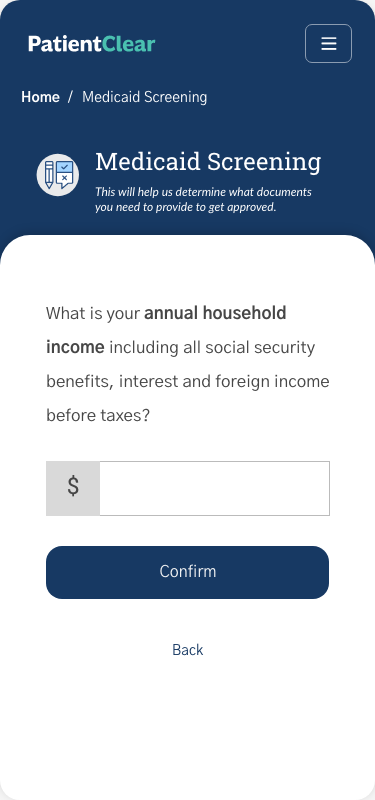 PatientClear
Home / Medicaid Screening
Medicaid Screening
This will help us determine what documents
you need to provide to get approved.
What is your annual household
income including all social security
benefits, interest and foreign income
before taxes?
$
Confirm
Back